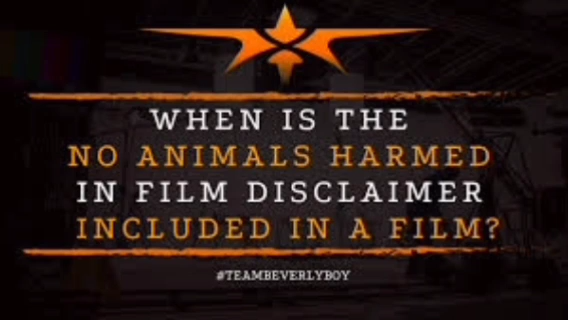 WHEN IS THE
NO ANIMALS HARMED
IN FILM DISCLAIMER
INCLUDED IN A FILM?
#TEAMBEVERLYBOY